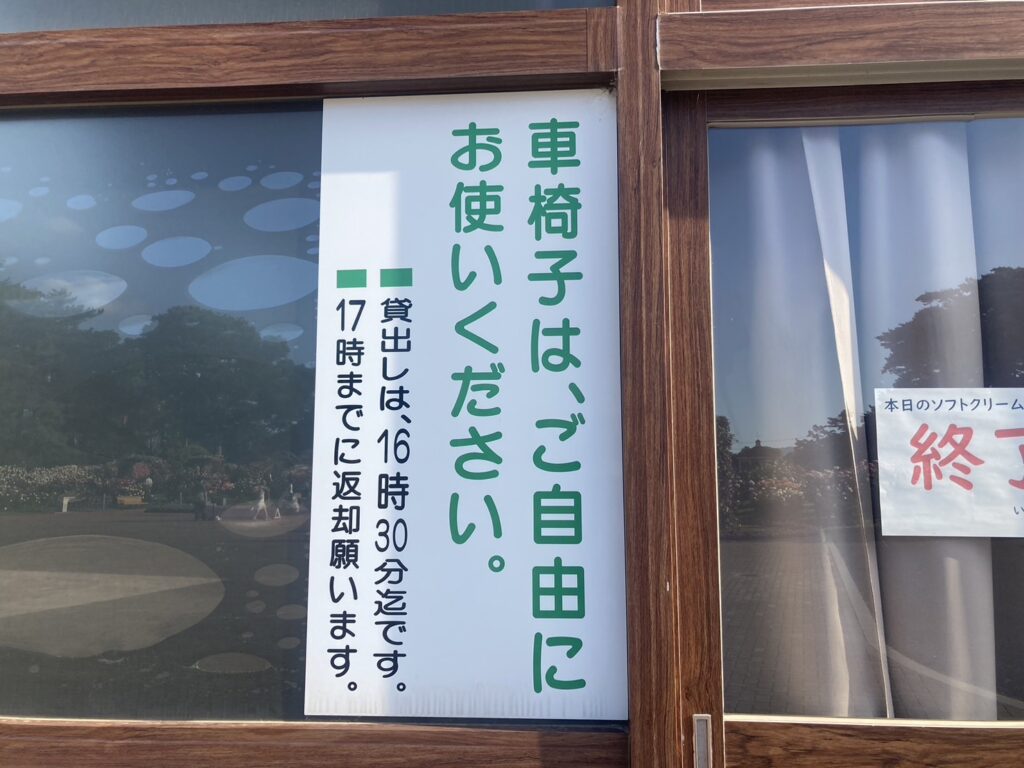 車椅子は、ご自由に
お使いください。
貸出しは、16時30分迄です。
17時までに返却願います。
本日のソフトクリーム
終了